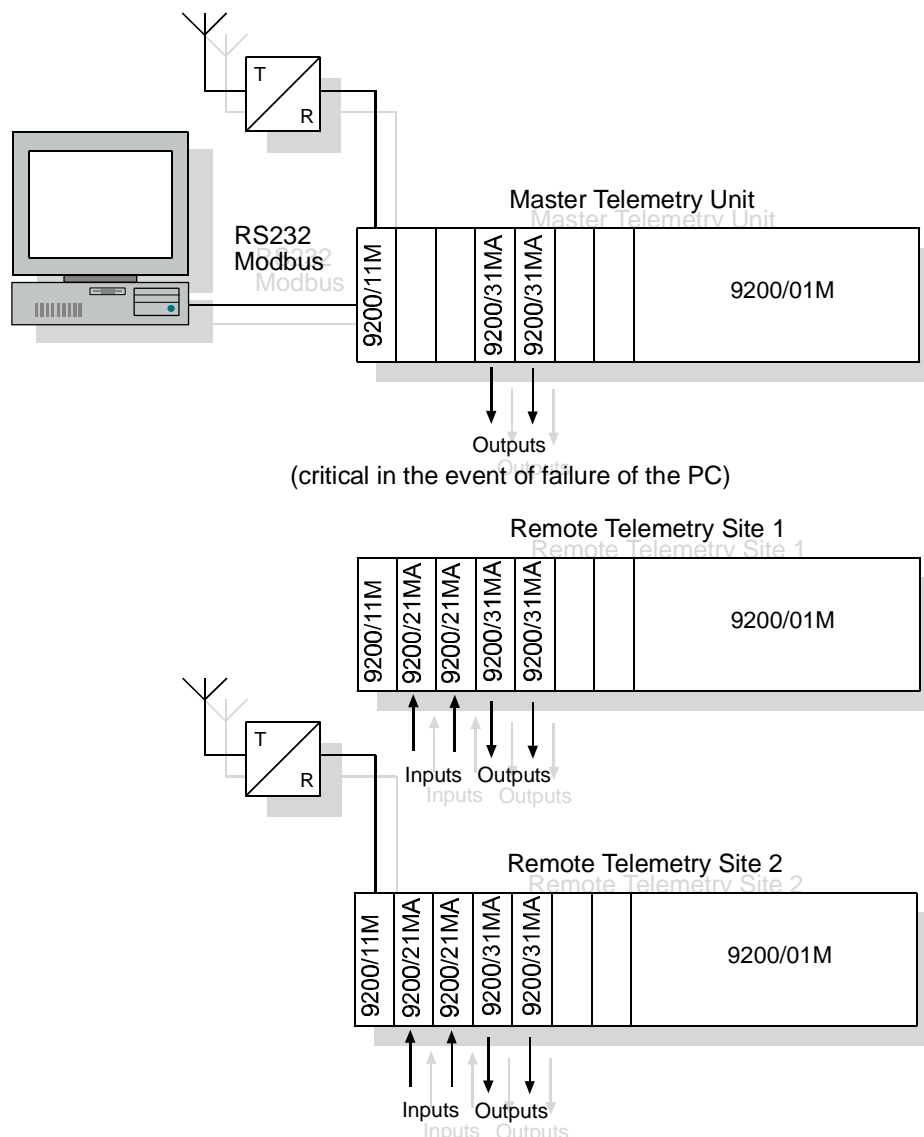 T
R
Master Telemetry Unit
RS232
Modbus
9200/11M
9200/31MA
9200/31MA
9200/01M
Outputs
(critical in the event of failure of the PC)
Remote Telemetry Site 1
9200/11M
9200/21MA
9200/21MA
9200/31MA
9200/31MA
9200/01M
T
R
Inputs Outputs
Remote Telemetry Site 2
9200/11M
9200/21MA
9200/21MA
9200/31MA
9200/31MA
9200/01M
Inputs Outputs